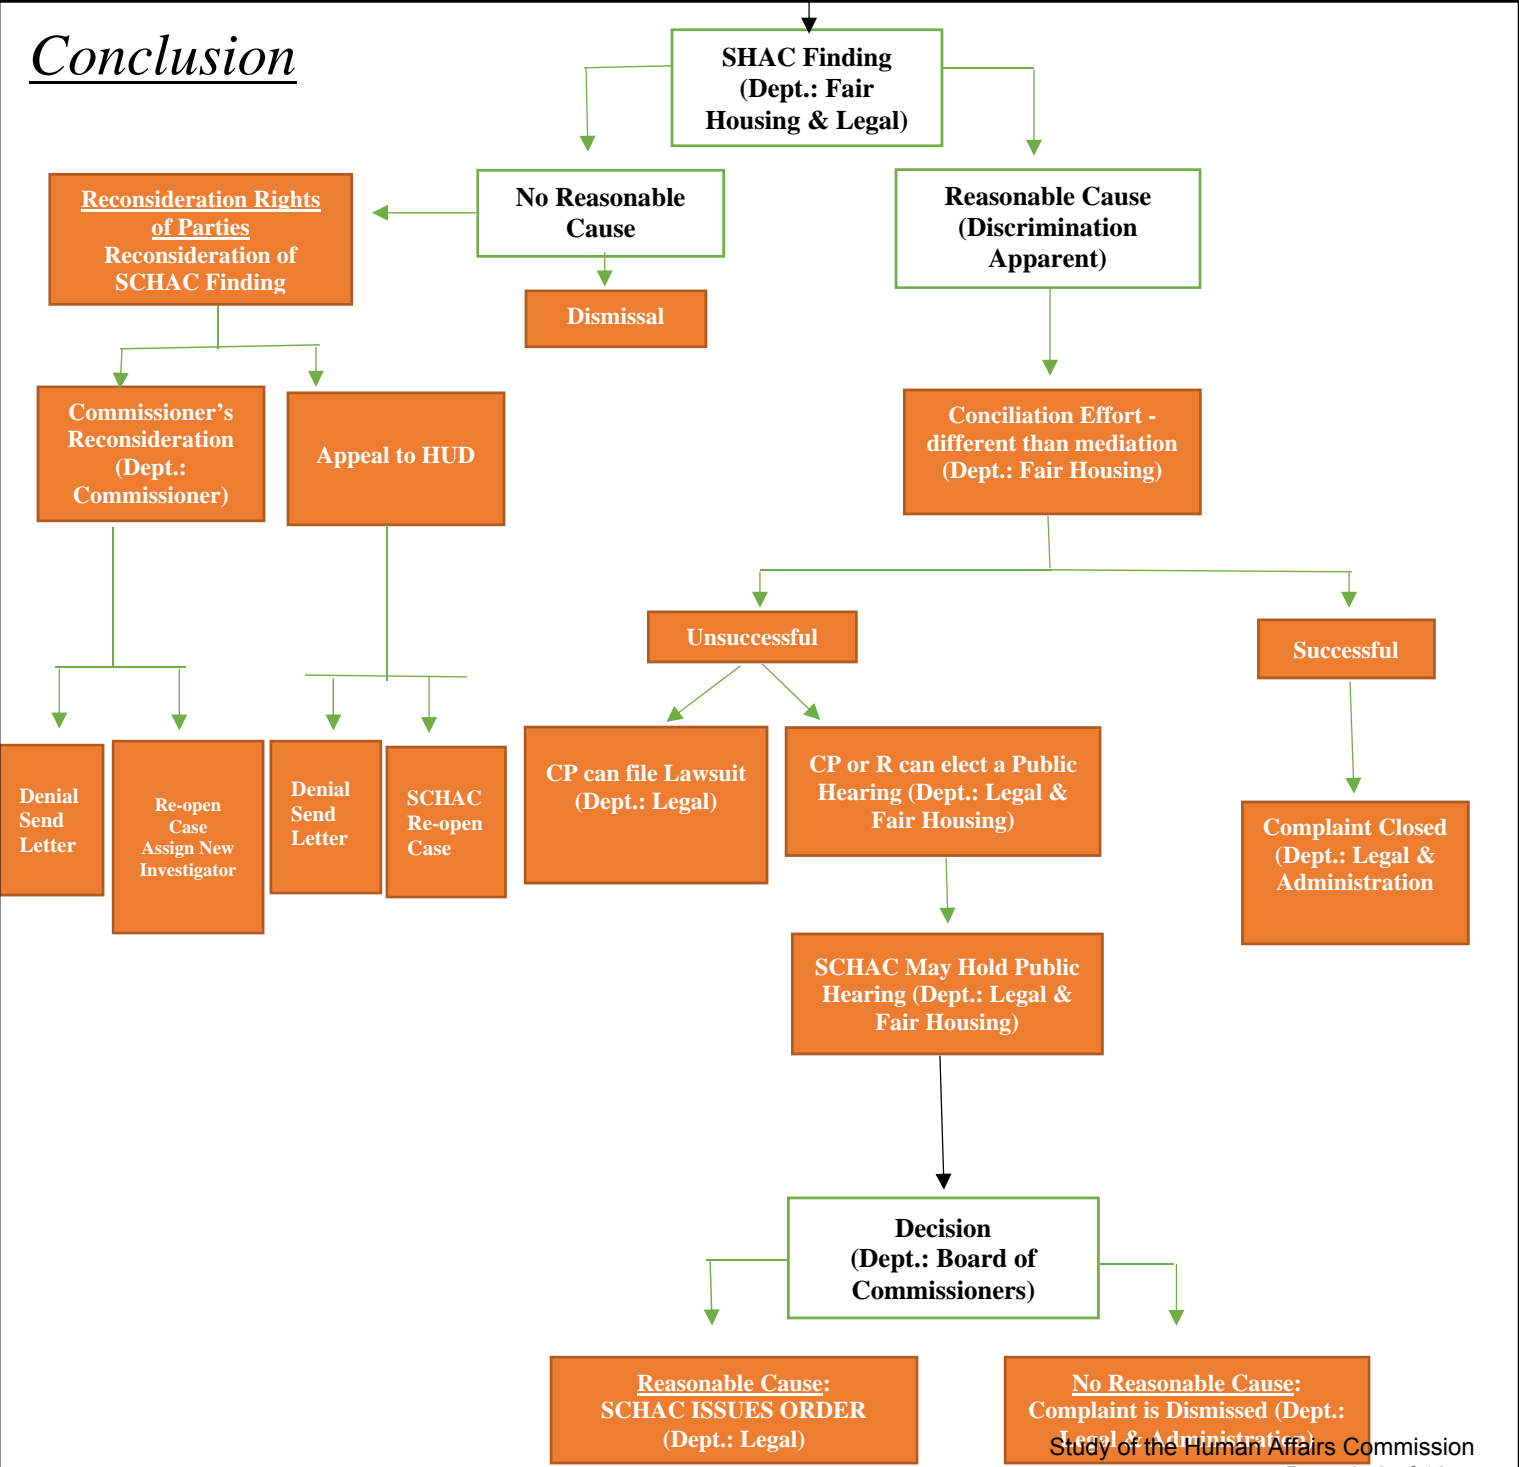 Conclusion
SHAC Finding
(Dept.: Fair
Housing & Legal)
No Reasonable
Cause
Reasonable Cause
(Discrimination
Apparent)
Reconsideration Rights
of Parties
Reconsideration of
SCHAC Finding
Dismissal
Commissioner’s
Reconsideration
(Dept.:
Commissioner)
Appeal to HUD
Conciliation Effort -
different than mediation
(Dept.: Fair Housing)
Unsuccessful
Successful
Denial
Send
Letter
Re-open
Case
Assign New
Investigator
Denial
Send
Letter
SCHAC
Re-open
Case
CP can file Lawsuit
(Dept.: Legal)
CP or R can elect a Public
Hearing (Dept.: Legal &
Fair Housing)
Complaint Closed
(Dept.: Legal &
Administration
SCHAC May Hold Public
Hearing (Dept.: Legal &
Fair Housing)
Decision
(Dept.: Board of
Commissioners)
Reasonable Cause:
SCHAC ISSUES ORDER
(Dept.: Legal)
No Reasonable Cause:
Complaint is Dismissed (Dept.:
Legal & Administration)
Study of the Human Affairs Commission